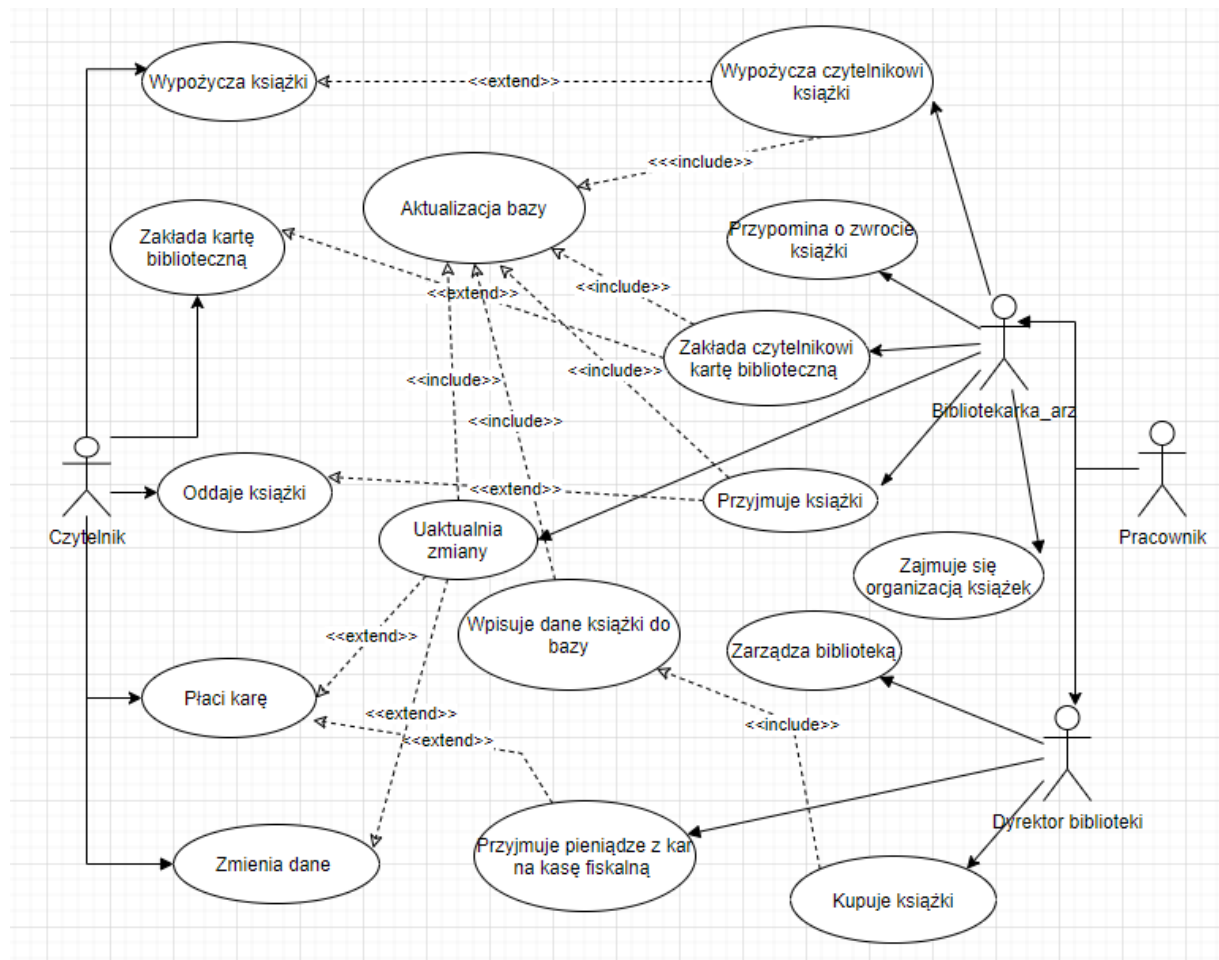 Wypożycza książki
<<extend>>
Wypożycza czytelnikowi
książki
<<<include>>
Aktualizacja bazy
Zakłada kartę
biblioteczną
Przypomina o zwrocie
książki
<<extend>>
<<include>>
Zakłada czytelnikowi
kartę biblioteczną
<<include>>
<<include>>
<<include>>
Bibliotekarka_arz
Oddaje książki
<<extend>>
Przyjmuje książki
Czytelnik
Uaktualnia
zmiany
Pracownik
Zajmuje się
organizacją książek
<<extend>>
Wpisuje dane książki do
bazy
Zarządza biblioteką
Płaci karę
<<extend>>
<<extend>>
<<include>>
Dyrektor biblioteki
Zmienia dane
Przyjmuje pieniądze z kar
na kasę fiskalną
Kupuje książki